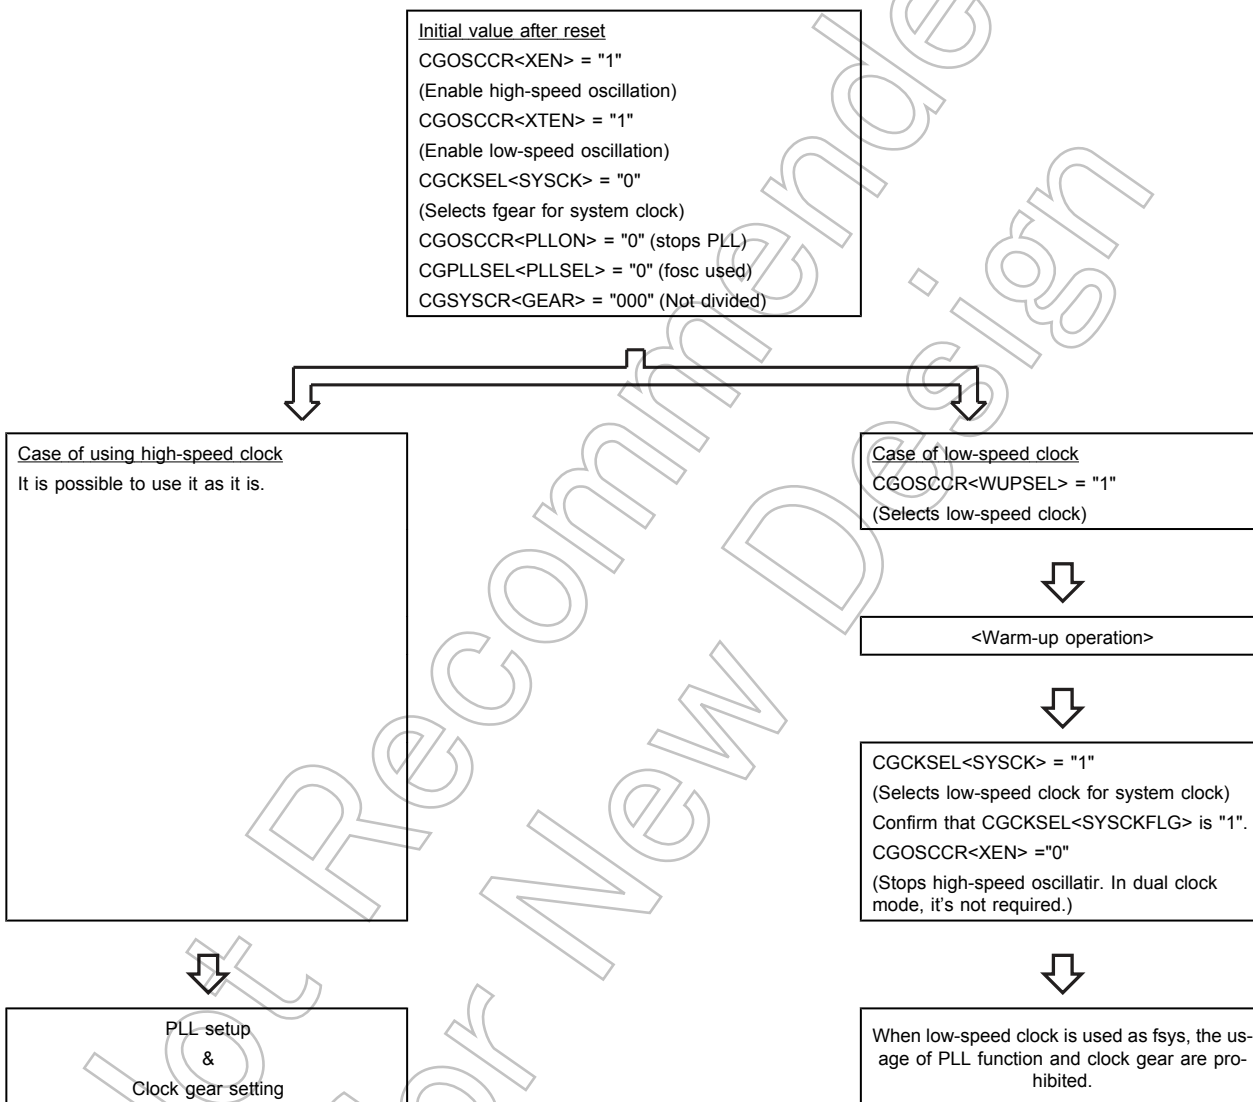 Initial value after reset
CGOSCCR<XEN> = "1"
(Enable high-speed oscillation)
CGOSCCR<XTEN> = "1"
(Enable low-speed oscillation)
CGCKSEL<SYSCK> = "0"
(Selects fgear for system clock)
CGOSCCR<PLLON> = "0" (stops PLL)
CGPLLSEL<PLLSEL> = "0" (fosc used)
CGSYSCR<GEAR> = "000" (Not divided)
Case of using high-speed clock
It is possible to use it as it is.
Case of low-speed clock
CGOSCCR<WUPSEL> = "1"
(Selects low-speed clock)
<Warm-up operation>
CGCKSEL<SYSCK> = "1"
(Selects low-speed clock for system clock)
Confirm that CGCKSEL<SYSCKFLG> is "1".
CGOSCCR<XEN> ="0"
(Stops high-speed oscillatir. In dual clock
mode, it's not required.)
PLL setup
&
Clock gear setting
When low-speed clock is used as fsys, the us-
age of PLL function and clock gear are pro-
hibited.
Not Recommende
or New Design